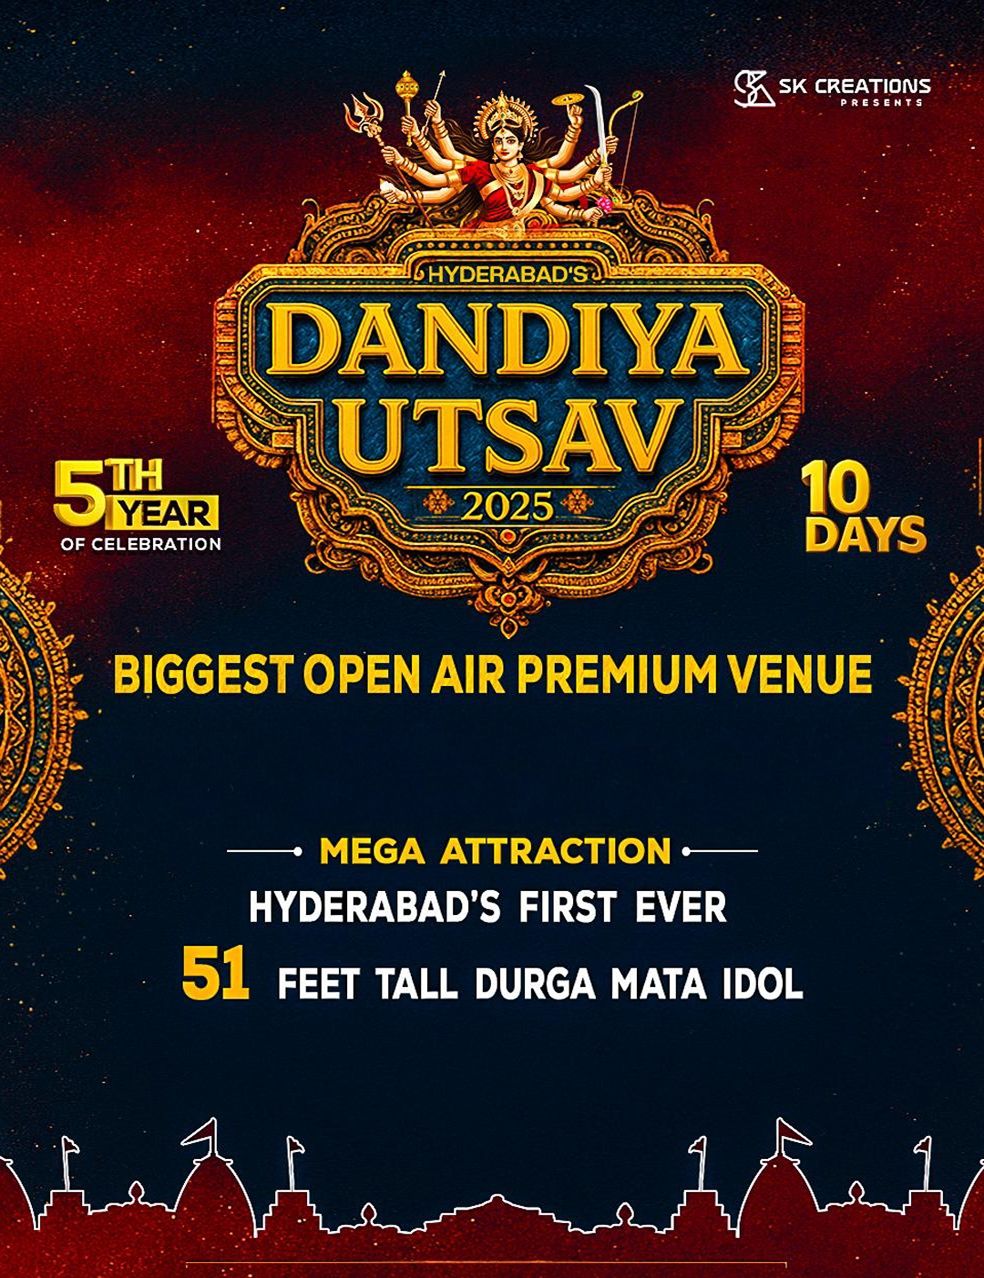 SK CREATIONS
PRESENTS
HYDERABAD'S
DANDIYA
UTSAV
2025
5TH
YEAR
OF CELEBRATION
10
DAYS
BIGGEST OPEN AIR PREMIUM VENUE
MEGA ATTRACTION
HYDERABAD'S FIRST EVER
51 FEET TALL DURGA MATA IDOL